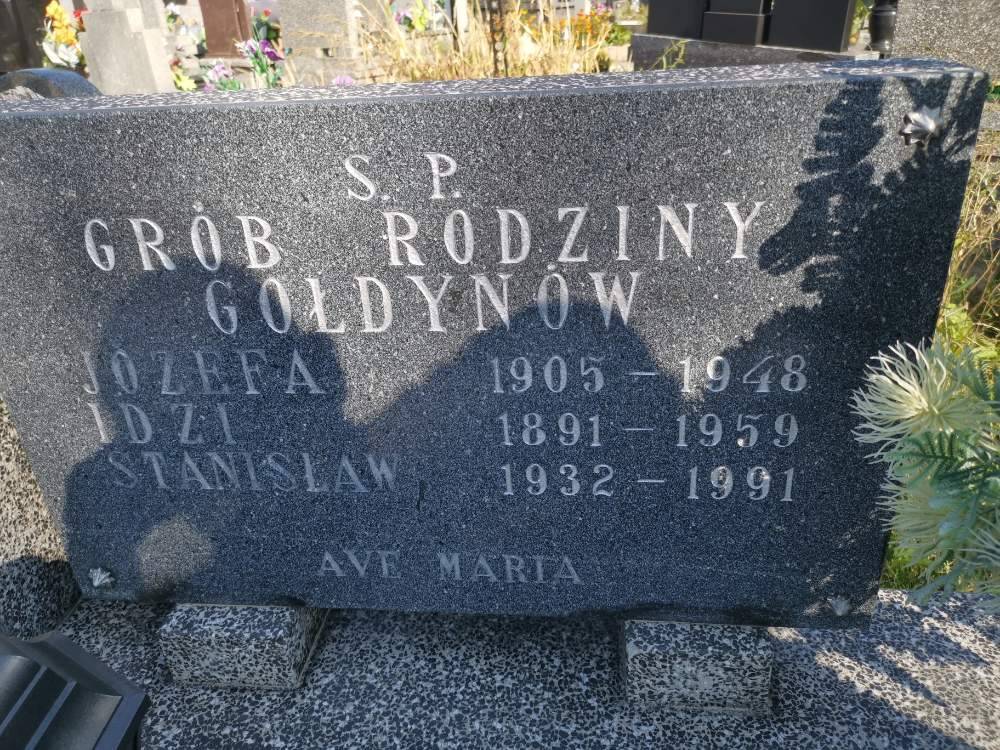 S. P.
GRÓB RODZINY
GOŁDYNÓW
JÓZEFA 1905 - 1948
IDZI 1891 - 1959
STANISŁAW 1932 - 1991
AVE MARIA